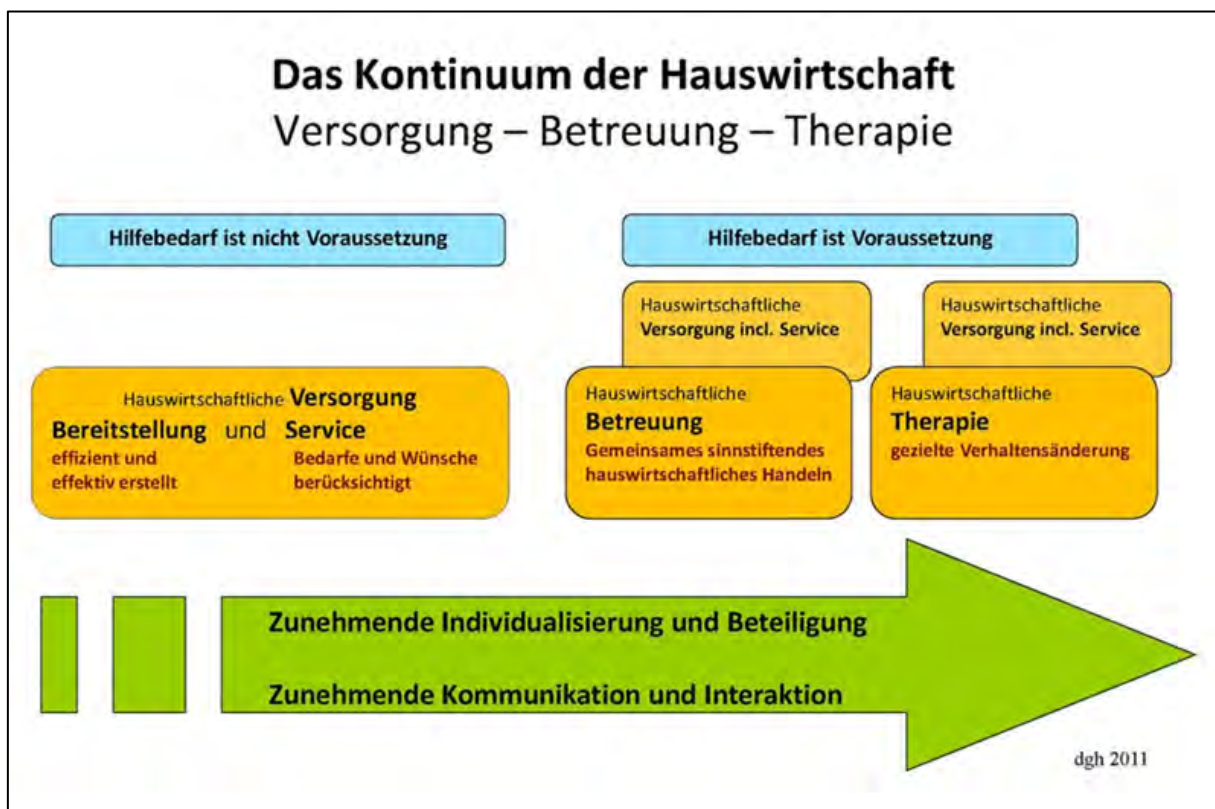 Das Kontinuum der Hauswirtschaft
Versorgung – Betreuung – Therapie
Hilfebedarf ist nicht Voraussetzung
Hilfebedarf ist Voraussetzung
Hauswirtschaftliche
Versorgung incl. Service
Hauswirtschaftliche
Versorgung incl. Service
Hauswirtschaftliche Versorgung
Bereitstellung und Service
effizient und
effektiv erstellt
Bedarfe und Wünsche
berücksichtigt
Hauswirtschaftliche
Betreuung
Gemeinsames sinnstiftendes
hauswirtschaftliches Handeln
Hauswirtschaftliche
Therapie
gezielte Verhaltensänderung
Zunehmende Individualisierung und Beteiligung
Zunehmende Kommunikation und Interaktion
dgh 2011